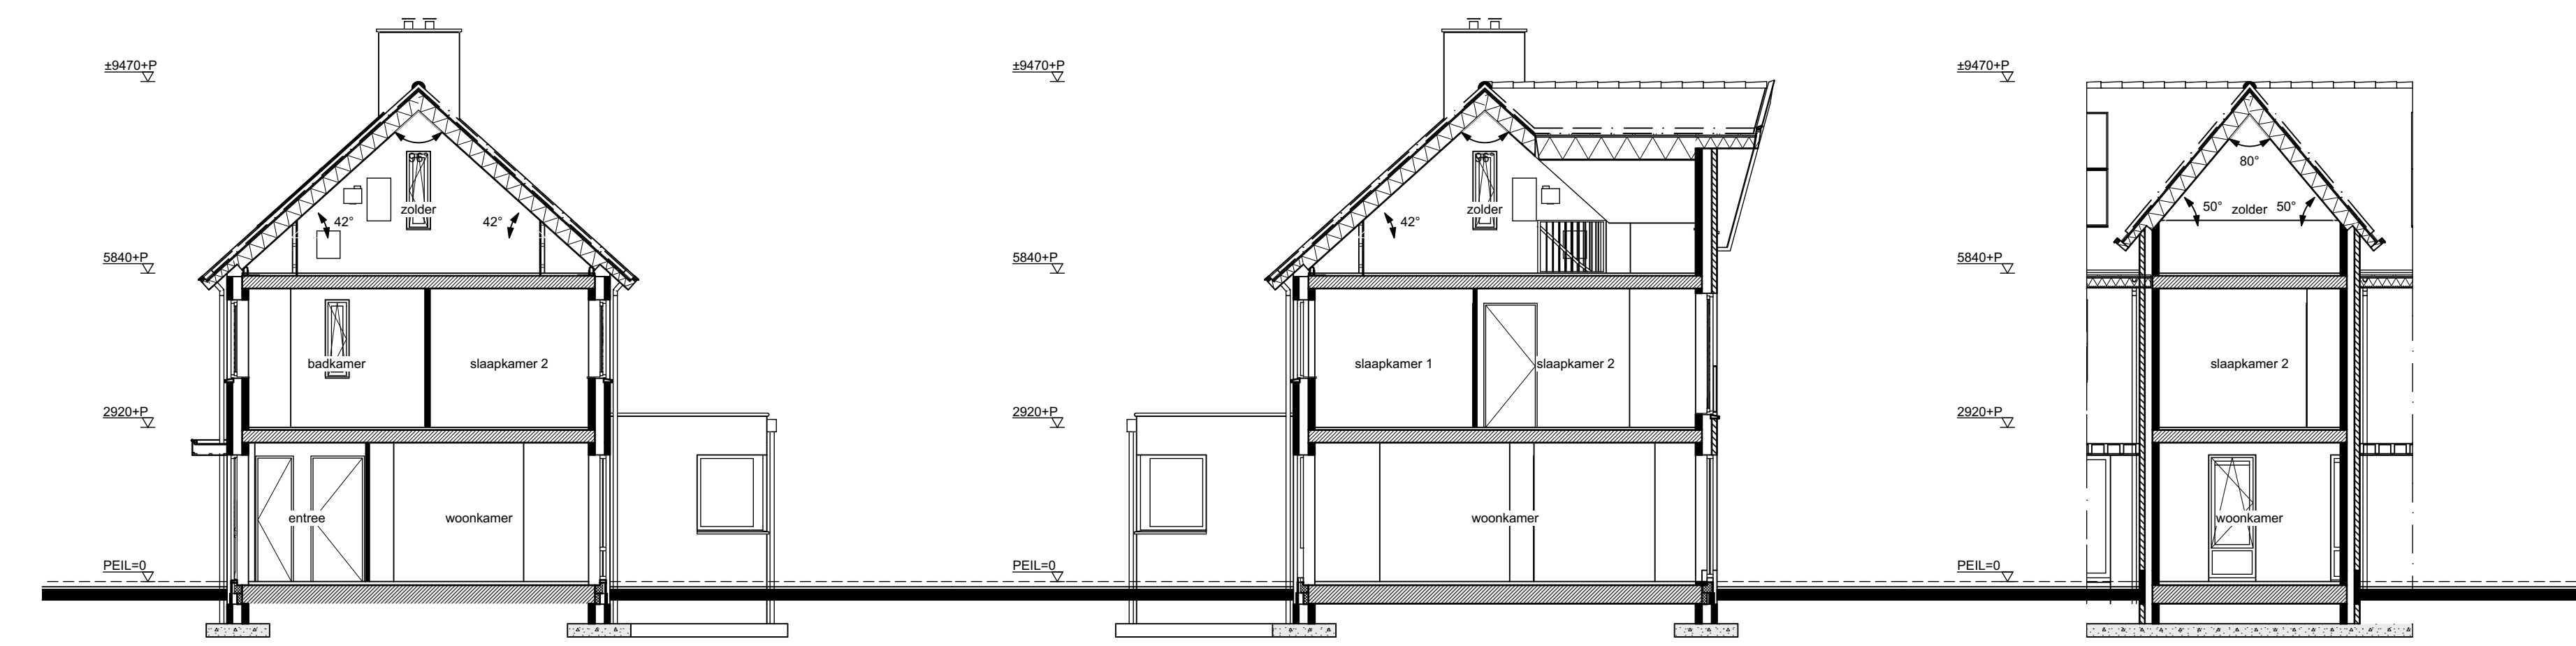 ±9470+P
96°
zolder
42°
42°
5840+P
badkamer
slaapkamer 2
2920+P
entree
woonkamer
PEIL=0
±9470+P
96°
zolder
42°
5840+P
slaapkamer 1
slaapkamer 2
2920+P
woonkamer
PEIL=0
±9470+P
80°
50°
zolder
50°
5840+P
slaapkamer 2
2920+P
woonkamer
PEIL=0